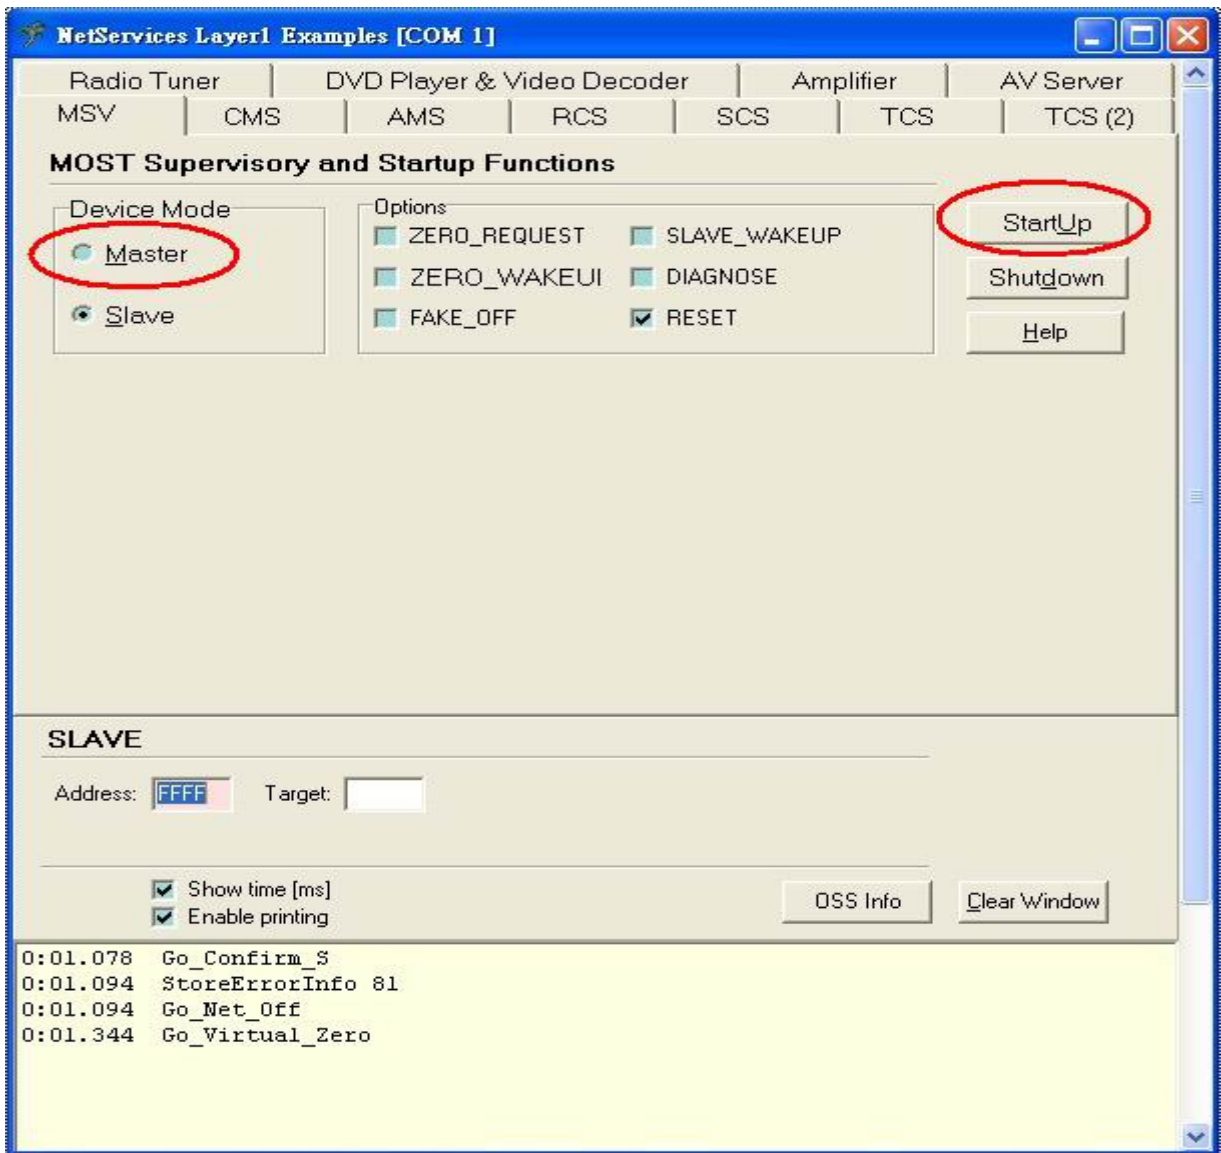 NetServices Layer1 Examples [COM 1]
Radio Tuner
DVD Player & Video Decoder
Amplifier
AV Server
MSV
CMS
AMS
RCS
SCS
TCS
TCS (2)
MOST Supervisory and Startup Functions
Device Mode
Master
Slave
Options
ZERO_REQUEST
SLAVE_WAKEUP
ZERO_WAKEUI
DIAGNOSE
FAKE_OFF
RESET
StartUp
Shutdown
Help
SLAVE
Address: FFFF
Target:
Show time [ms]
Enable printing
OSS Info
Clear Window
0:01.078 Go_Confirm_S
0:01.094 StoreErrorInfo 81
0:01.094 Go_Net_Off
0:01.344 Go_Virtual_Zero